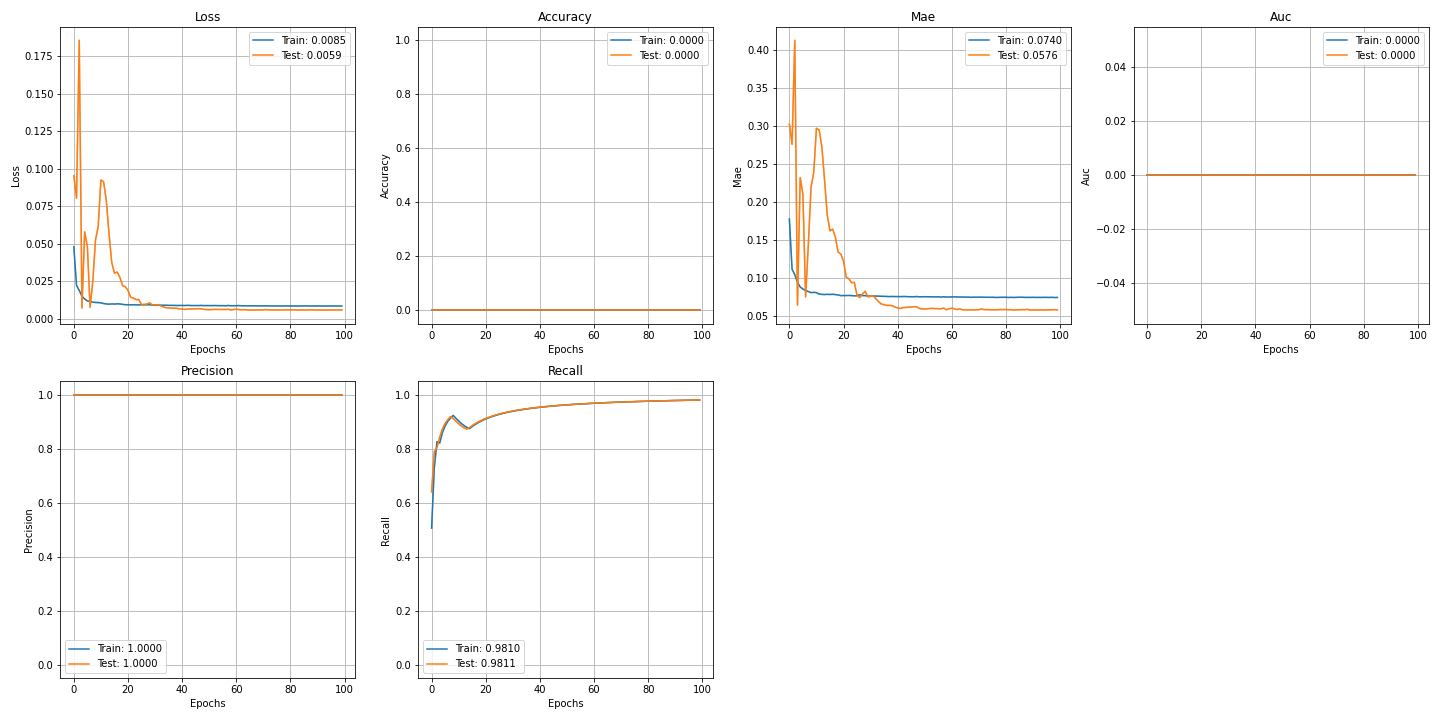 Loss
Train: 0.0085
Test: 0.0059
0.175
0.150
0.125
0.100
0.075
0.050
0.025
0.000
Loss
0 20 40 60 80 100
Epochs
Accuracy
Train: 0.0000
Test: 0.0000
1.0
0.8
0.6
0.4
0.2
0.0
Accuracy
0 20 40 60 80 100
Epochs
Mae
Train: 0.0740
Test: 0.0576
0.40
0.35
0.30
0.25
0.20
0.15
0.10
0.05
Mae
0 20 40 60 80 100
Epochs
Auc
Train: 0.0000
Test: 0.0000
0.04
0.02
0.00
−0.02
−0.04
Auc
0 20 40 60 80 100
Epochs
Precision
1.0
0.8
0.6
0.4
0.2
0.0
Precision
Train: 1.0000
Test: 1.0000
0 20 40 60 80 100
Epochs
Recall
1.0
0.8
0.6
0.4
0.2
0.0
Recall
Train: 0.9810
Test: 0.9811
0 20 40 60 80 100
Epochs